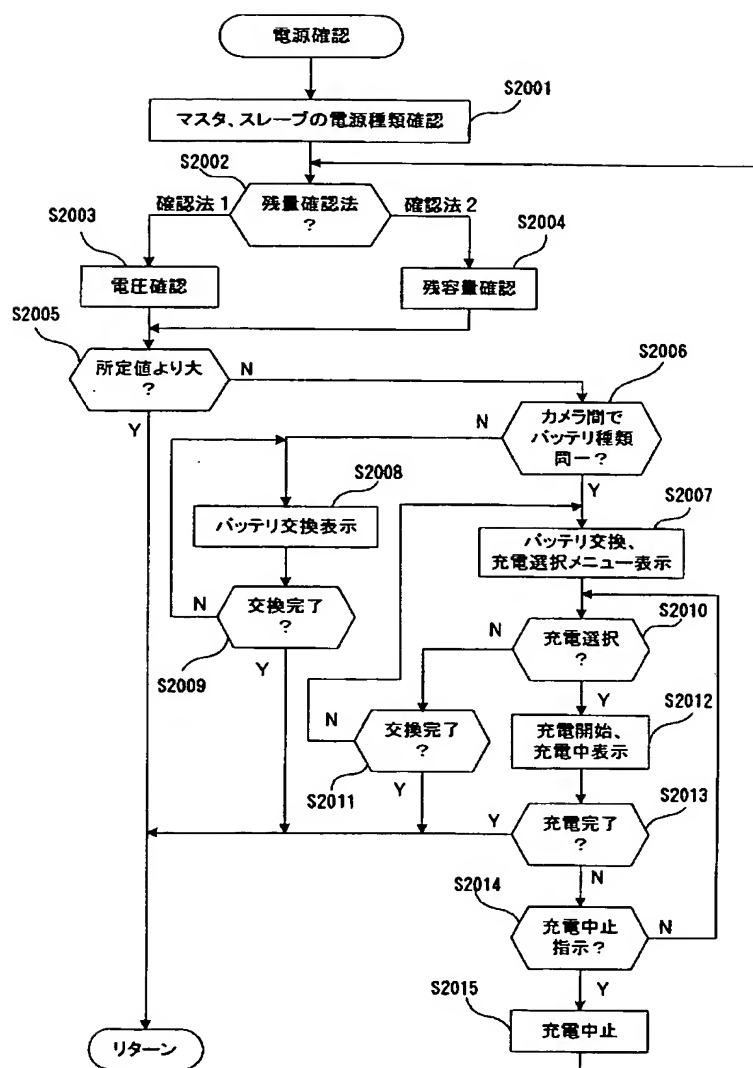 電源確認
S2001
マスタ、スレーブの電源種類確認
S2002
残量確認法
?
確認法1
確認法2
S2003
電圧確認
S2004
残容量確認
S2005
所定値より大
?
N
Y
S2006
カメラ間で
バッテリ種類
同一?
N
Y
S2008
バッテリ交換表示
S2007
バッテリ交換、
充電選択メニュー表示
交換完了
?
N
Y
S2009
S2010
充電選択
?
N
Y
S2012
充電開始、
充電中表示
交換完了
?
N
Y
S2011
S2013
充電完了
?
Y
N
S2014
充電中止
指示?
N
Y
S2015
充電中止
リターン